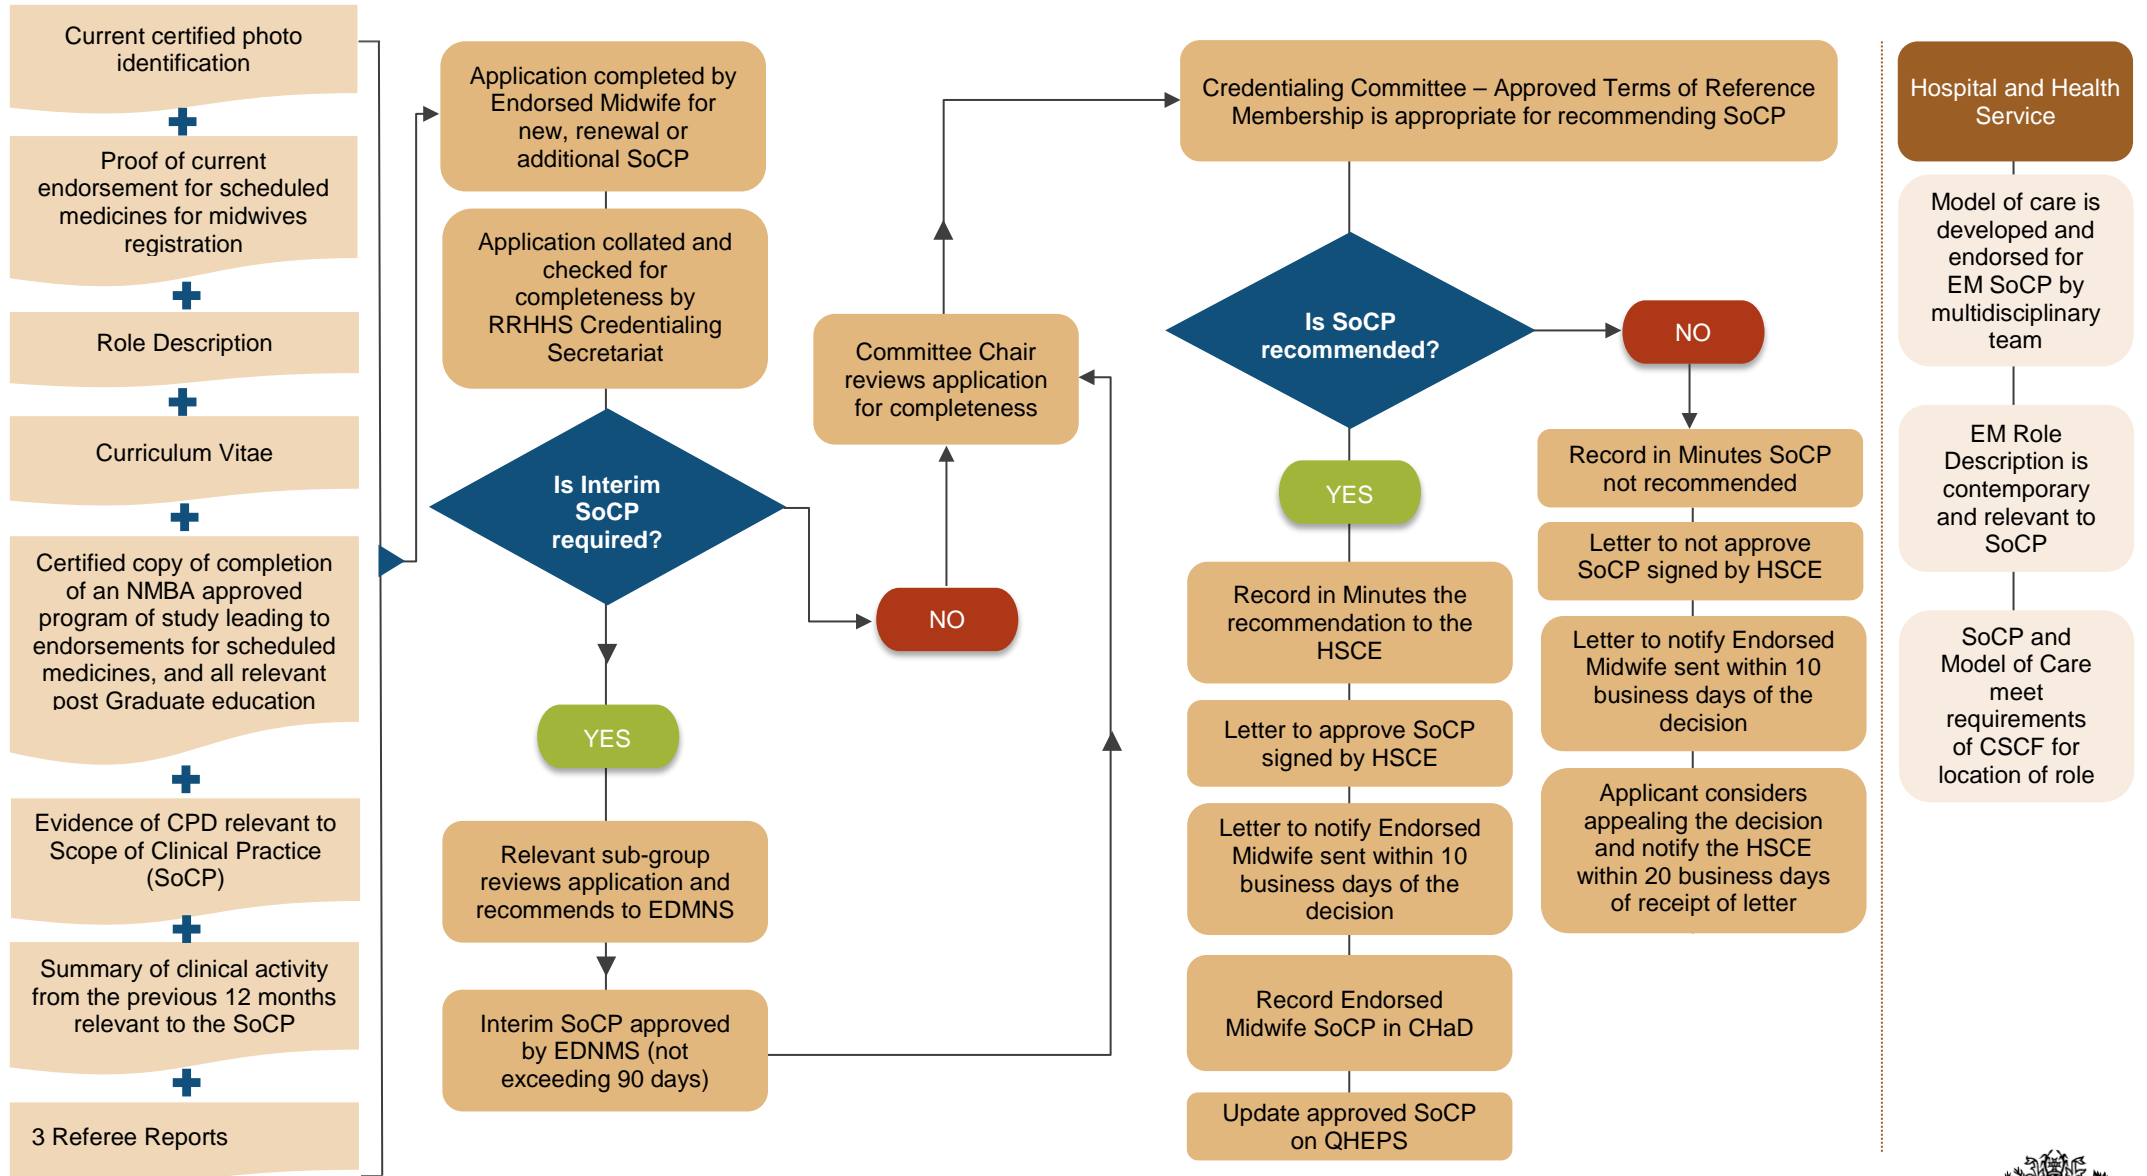 Current certified photo
identification
Proof of current
endorsement for scheduled
medicines for midwives
registration
Role Description
Curriculum Vitae
Certified copy of completion
of an NMBA approved
program of study leading to
endorsements for scheduled
medicines, and all relevant
post Graduate education
Evidence of CPD relevant to
Scope of Clinical Practice
(SoCP)
Summary of clinical activity
from the previous 12 months
relevant to the SoCP
3 Referee Reports
Application completed by
Endorsed Midwife for
new, renewal or
additional SoCP
Application collated and
checked for
completeness by
RRHHS Credentialing
Secretariat
Is Interim
SoCP
required?
NO
YES
Relevant sub-group
reviews application and
recommends to EDMNS
Interim SoCP approved
by EDNMS (not
exceeding 90 days)
Committee Chair
reviews application
for completeness
Credentialing Committee – Approved Terms of Reference
Membership is appropriate for recommending SoCP
Is SoCP
recommended?
YES
Record in Minutes the
recommendation to the
HSCE
Letter to approve SoCP
signed by HSCE
Letter to notify Endorsed
Midwife sent within 10
business days of the
decision
Record Endorsed
Midwife SoCP in CHaD
Update approved SoCP
on QHEPS
NO
Record in Minutes SoCP
not recommended
Letter to not approve
SoCP signed by HSCE
Letter to notify Endorsed
Midwife sent within 10
business days of the
decision
Applicant considers
appealing the decision
and notify the HSCE
within 20 business days
of receipt of letter
Hospital and Health
Service
Model of care is
developed and
endorsed for
EM SoCP by
multidisciplinary
team
EM Role
Description is
contemporary
and relevant to
SoCP
SoCP and
Model of Care
meet
requirements
of CSCF for
location of role